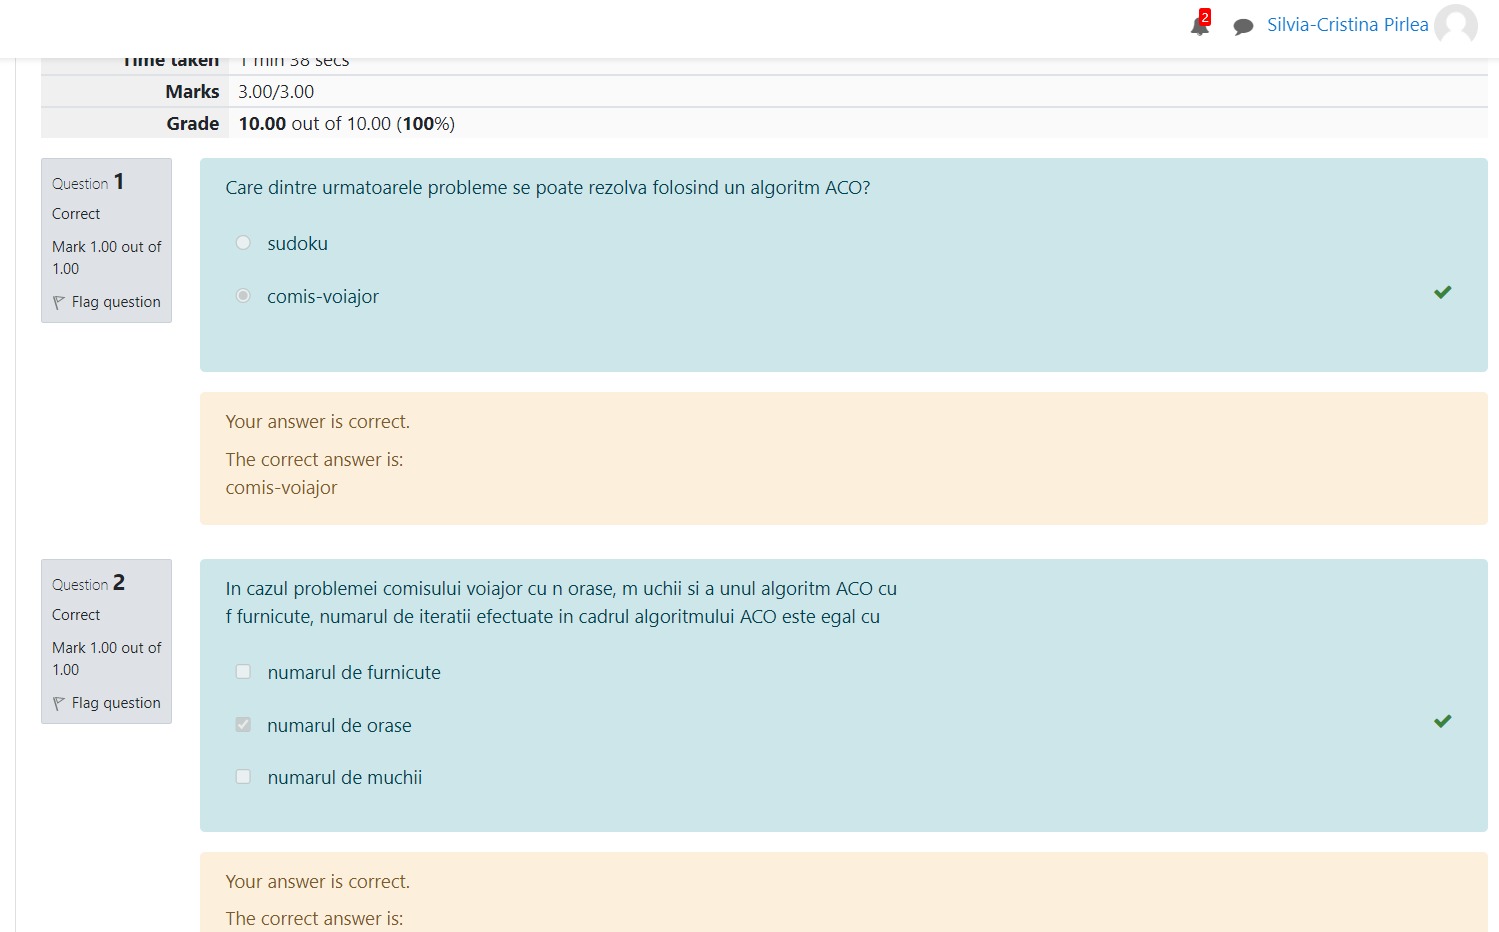 2
Silvia-Cristina Pirlea
Time taken 1 min 38 secs
Marks 3.00/3.00
Grade 10.00 out of 10.00 (100%)
Question 1
Correct
Mark 1.00 out of
1.00
Flag question
Care dintre urmatoarele probleme se poate rezolva folosind un algoritm ACO?
sudoku
comis-voiajor
Your answer is correct.
The correct answer is:
comis-voiajor
Question 2
Correct
Mark 1.00 out of
1.00
Flag question
In cazul problemei comisului voiajor cu n orase, m uchii si a unul algoritm ACO cu
f furnicute, numarul de iteratii efectuate in cadrul algoritmului ACO este egal cu
numarul de furnicute
numarul de orase
numarul de muchii
Your answer is correct.
The correct answer is: